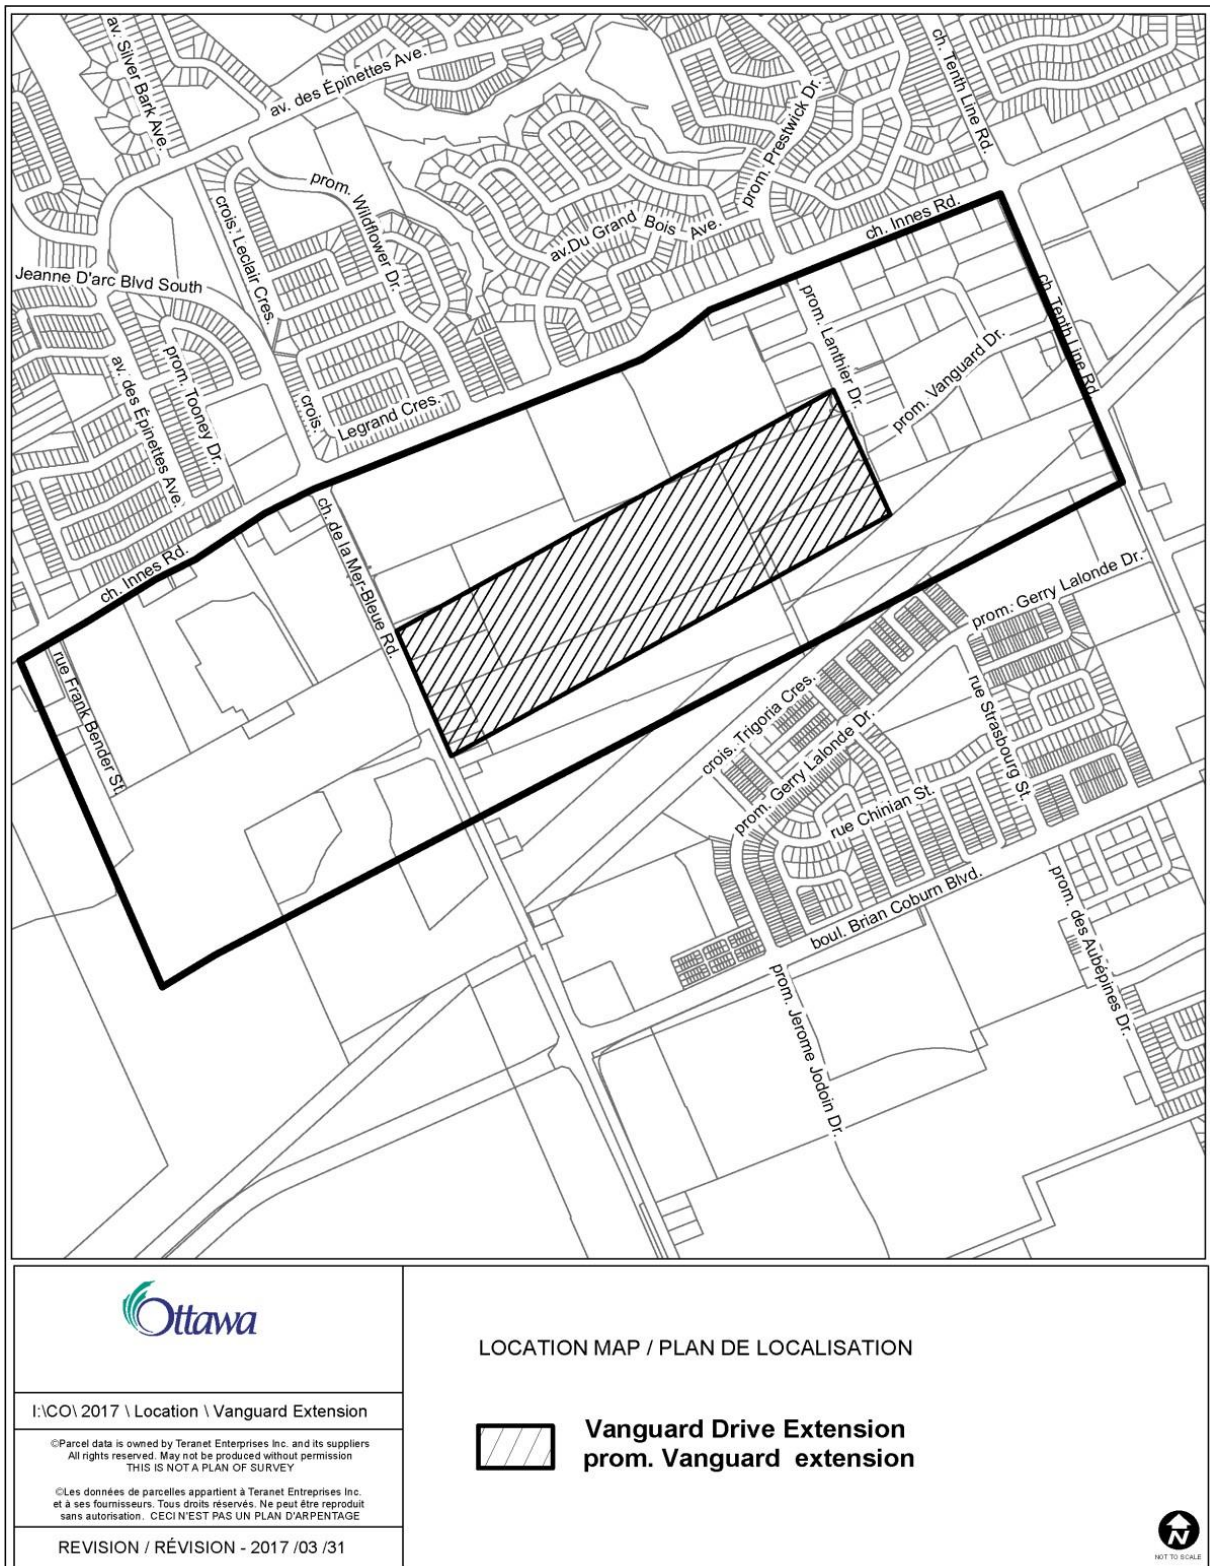 av. Silver Bark Ave.
av. des Épinettes Ave.
prom. Prestwick Dr.
ch. Tenth Line Rd.
prom. Wildflower Dr.
crois. Leclair Cres.
av.Du Grand Bois Ave.
ch. Innes Rd.
Jeanne D'arc Blvd South
ch. Tenth Line Rd.
prom. Lanthier Dr.
prom. Vanguard Dr.
av. des Épinettes Ave.
prom. Tooney Dr.
crois.
Legrand Cres.
ch. de la Mer-Bleue Rd.
ch. Innes Rd.
rue Frank Bender St.
prom. Gerry Lalonde Dr.
crois. Trigoria Cres.
rue Strasbourg St.
prom. Gerry Lalonde Dr.
rue Chinian St.
boul. Brian Coburn Blvd.
prom. des Aubépines Dr.
prom. Jerome Jodoin Dr.
Ottawa
I:\CO\ 2017 \ Location \ Vanguard Extension
©Parcel data is owned by Teranet Enterprises Inc. and its suppliers
All rights reserved. May not be produced without permission
THIS IS NOT A PLAN OF SURVEY
©Les données de parcelles appartient à Teranet Entreprises Inc.
et à ses fournisseurs. Tous droits réservés. Ne peut être reproduit
sans autorisation. CECI N'EST PAS UN PLAN D'ARPENTAGE
REVISION / RÉVISION - 2017 /03 /31
LOCATION MAP / PLAN DE LOCALISATION
Vanguard Drive Extension
prom. Vanguard extension
N
NOT TO SCALE